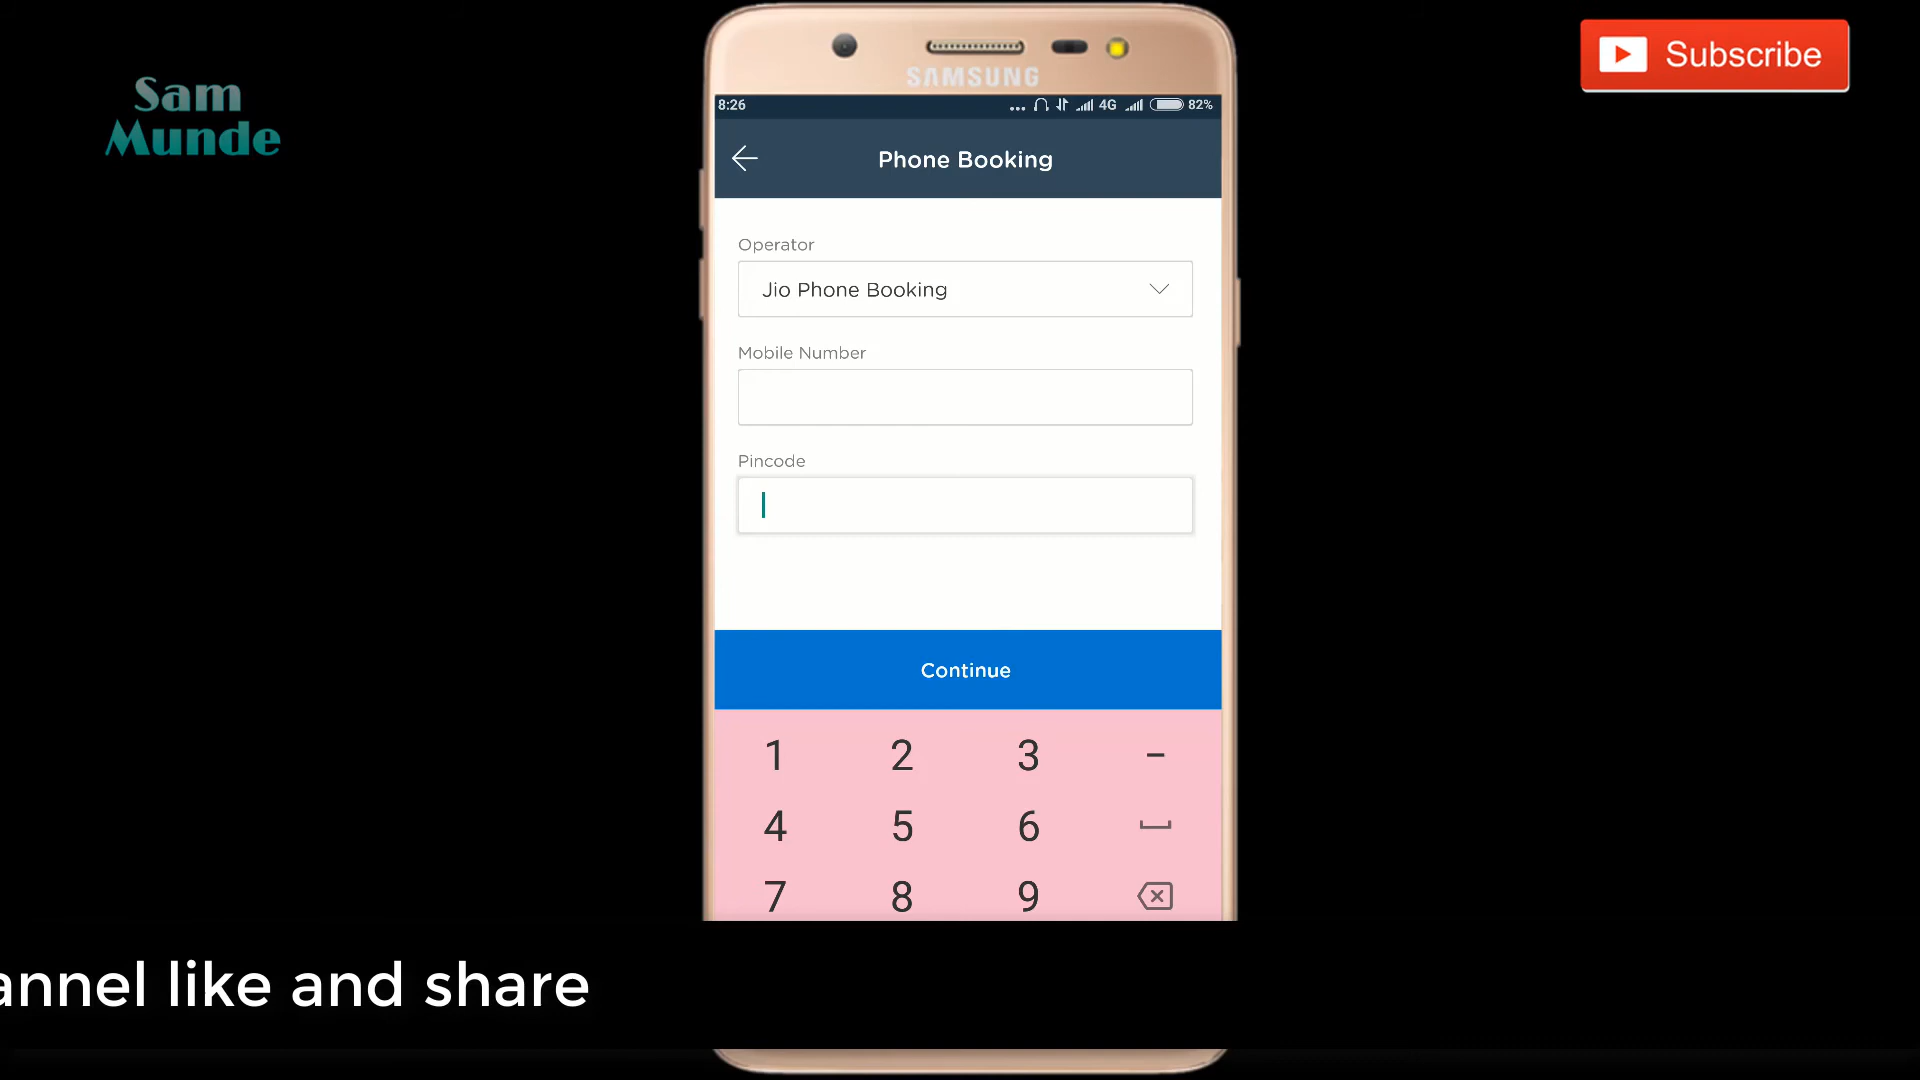 Sam
Munde
Subscribe
SAMSUNG
8:26
... 4G 82%
Phone Booking
Operator
Jio Phone Booking
Mobile Number
Pincode
Continue
1 2 3 -
4 5 6
7 8 9
annel like and share